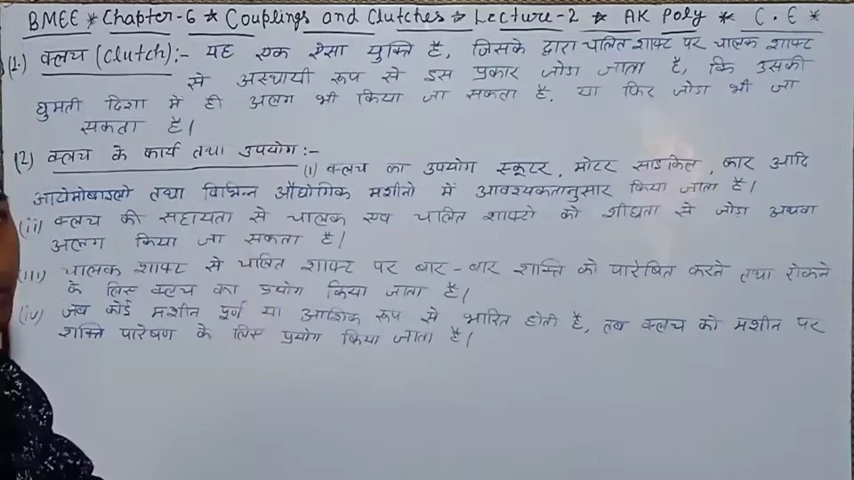 BMEE * Chapter-6 * Couplings and Clutches * Lecture-2 * AK Poly * C.E *
(1.) क्लच (Clutch):- यह एक ऐसा युक्ति है, जिसके द्वारा चलित शाफ्ट पर चालक शाफ्ट
से अस्थायी रूप से इस प्रकार जोड़ा जाता है, कि उसकी
घुमती दिशा में ही अलग भी किया जा सकता है. या फिर जोड़ा भी जा
सकता है।
(2) क्लच के कार्य तथा उपयोग:-
(i) क्लच का उपयोग स्कूटर, मोटर साइकिल, कार आदि
आटोमोबाइलो तथा विभिन्न औद्योगिक मशीनो में आवश्यकतानुसार किया जाता है।
(ii) क्लच की सहायता से चालक एव चालित शाफ्टो को शीघ्रता से जोड़ा अथवा
अलग किया जा सकता है।
(iii) चालक शाफ्ट से चलित शाफ्ट पर बार-बार शक्ति को पारेषित करने तथा रोकने
के लिए क्लच का प्रयोग किया जाता है।
(iv) जब कोई मशीन पूर्ण या आंशिक रूप से भारित होती है, तब क्लच को मशीन पर
शक्ति पारेषण के लिए प्रयोग किया जाता है।